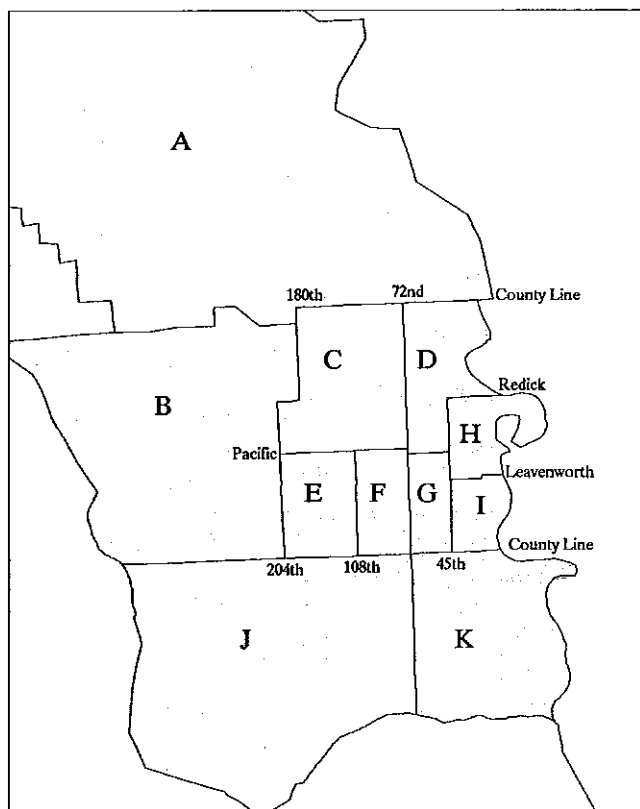 A
180th
72nd
County Line
C
D
Redick
B
H
Pacific
Leavenworth
E
F
G
I
County Line
204th
108th
45th
J
K